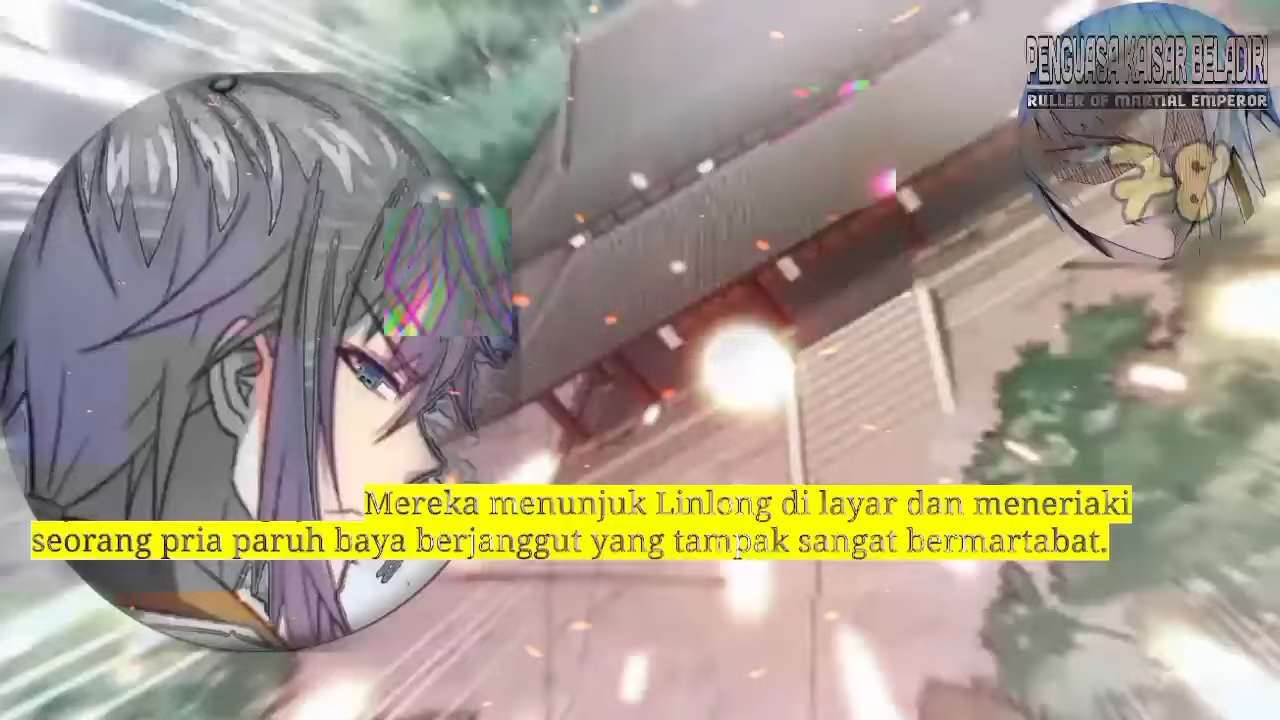 PENGUASA KAISAR BELADIRI
RULLER OF MARTIAL EMPEROR
Mereka menunjuk Linlong di layar dan meneriaki
seorang pria paruh baya berjanggut yang tampak sangat bermartabat.